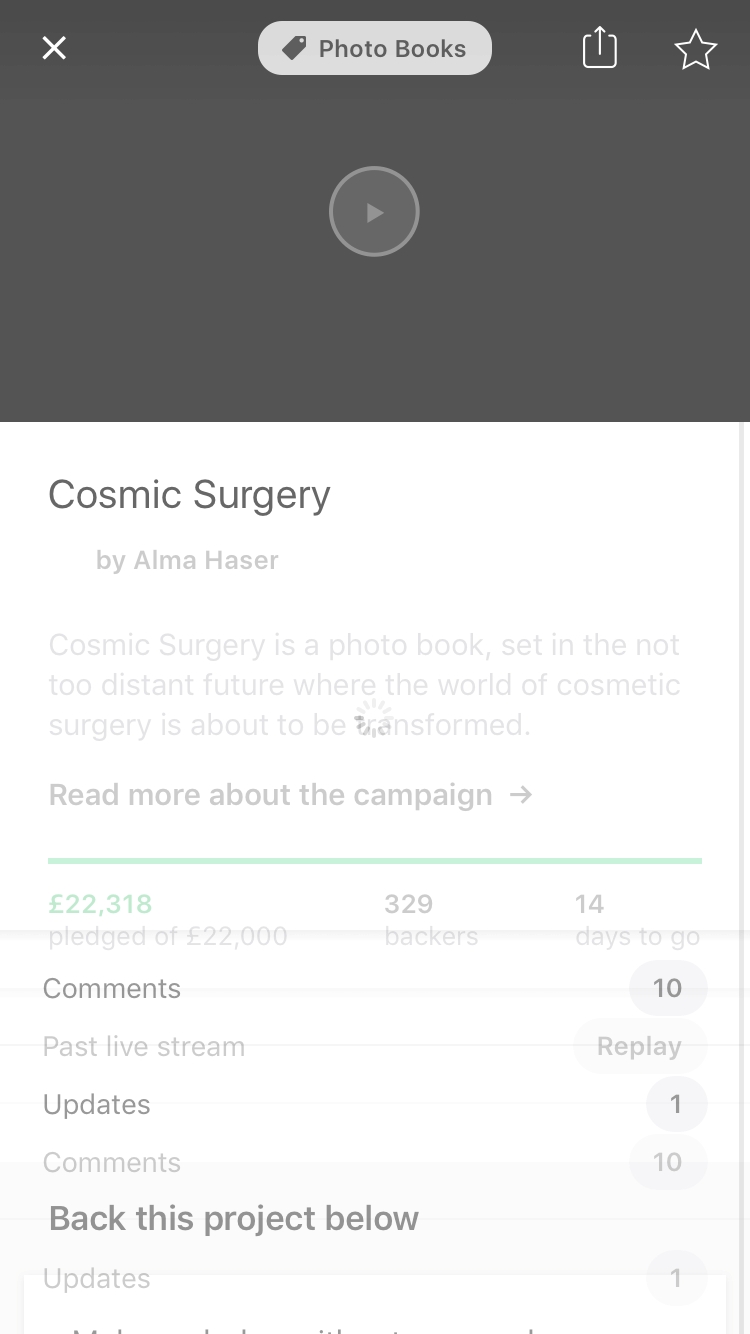 Photo Books
Cosmic Surgery
by Alma Haser
Cosmic Surgery is a photo book, set in the not
too distant future where the world of cosmetic
surgery is about to be transformed.
Read more about the campaign →
£22,318 329 14
pledged of £22,000 backers days to go
Comments 10
Past live stream Replay
Updates 1
Comments 10
Back this project below
Updates 1